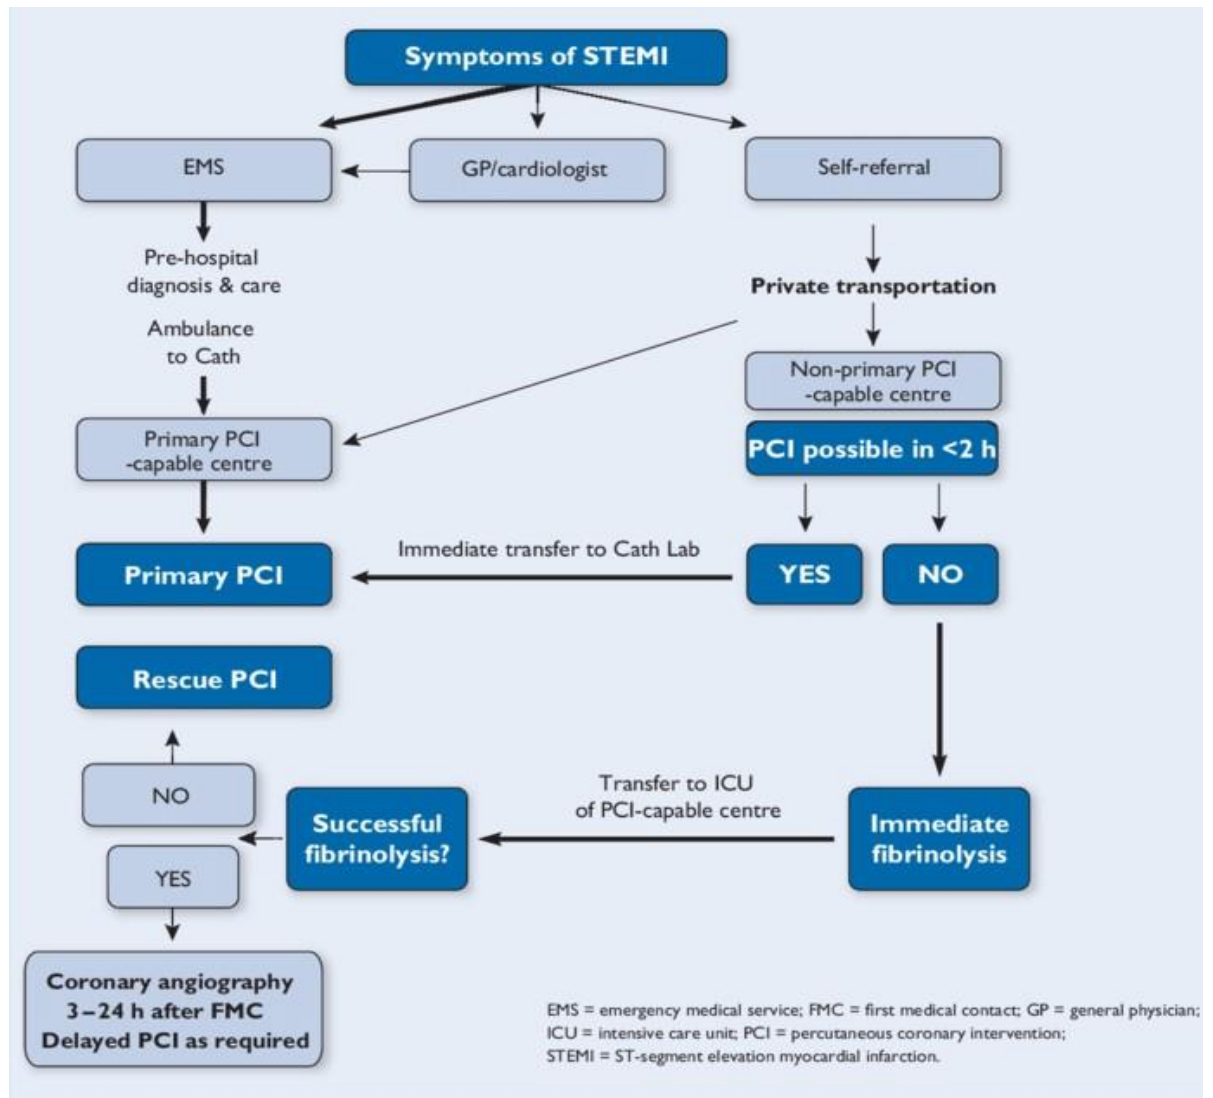 Symptoms of STEMI
EMS
GP/cardiologist
Self-referral
Pre-hospital
diagnosis & care
Ambulance
to Cath
Private transportation
Non-primary PCI
-capable centre
Primary PCI
-capable centre
PCI possible in <2 h
Immediate transfer to Cath Lab
Primary PCI
YES
NO
Rescue PCI
NO
Transfer to ICU
of PCI-capable centre
Successful
fibrinolysis?
Immediate
fibrinolysis
YES
Coronary angiography
3–24 h after FMC
Delayed PCI as required
EMS = emergency medical service; FMC = first medical contact; GP = general physician;
ICU = intensive care unit; PCI = percutaneous coronary intervention;
STEMI = ST-segment elevation myocardial infarction.